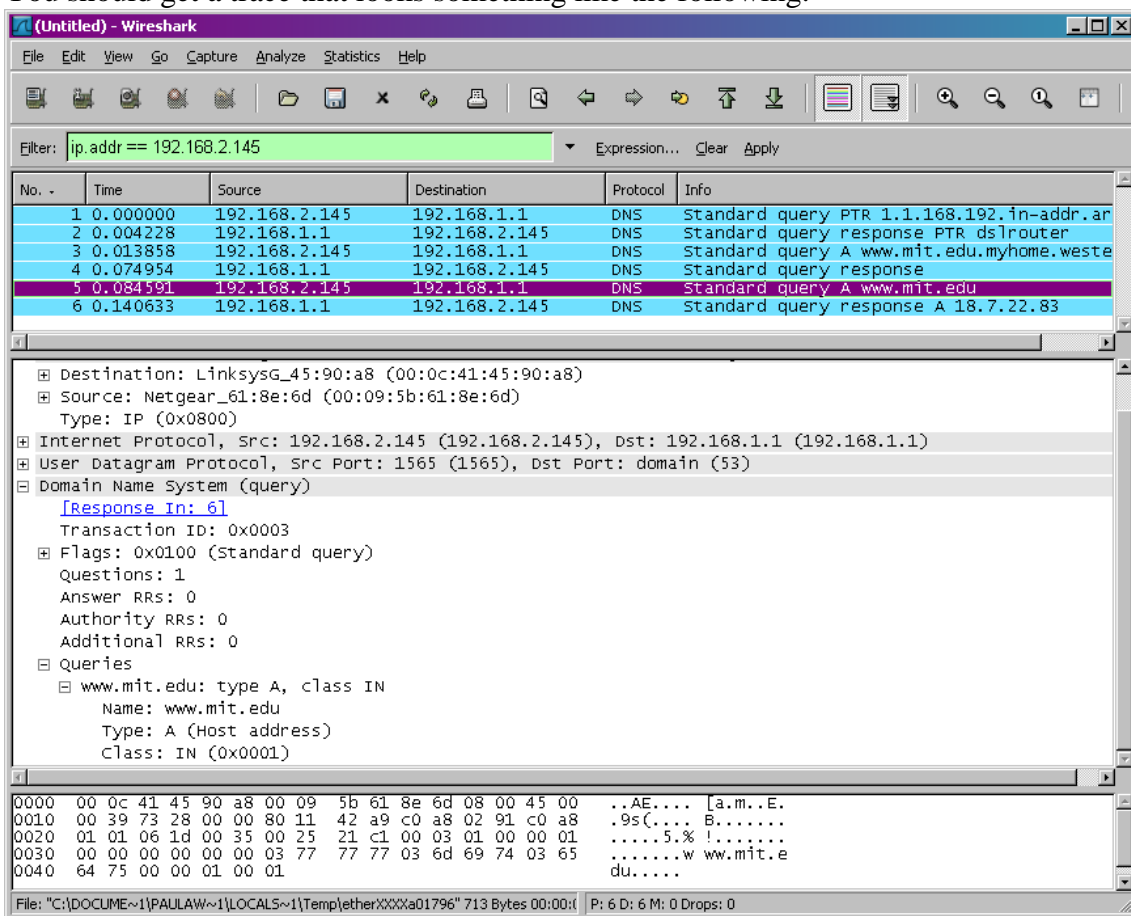 You should get a trace that looks something like the following:
(Untitled) - Wireshark
File Edit View Go Capture Analyze Statistics Help
Filter: ip.addr == 192.168.2.145 Expression... Clear Apply
No. - Time Source Destination Protocol Info
1 0.000000 192.168.2.145 192.168.1.1 DNS Standard query PTR 1.1.168.192.in-addr.ar
2 0.004228 192.168.1.1 192.168.2.145 DNS Standard query response PTR dslrouter
3 0.013858 192.168.2.145 192.168.1.1 DNS Standard query A www.mit.edu.myhome.weste
4 0.074954 192.168.1.1 192.168.2.145 DNS Standard query response
5 0.084591 192.168.2.145 192.168.1.1 DNS Standard query A www.mit.edu
6 0.140633 192.168.1.1 192.168.2.145 DNS Standard query response A 18.7.22.83
Destination: LinksysG_45:90:a8 (00:0c:41:45:90:a8)
Source: Netgear_61:8e:6d (00:09:5b:61:8e:6d)
Type: IP (0x0800)
Internet Protocol, Src: 192.168.2.145 (192.168.2.145), Dst: 192.168.1.1 (192.168.1.1)
User Datagram Protocol, Src Port: 1565 (1565), Dst Port: domain (53)
Domain Name System (query)
[Response In: 6]
Transaction ID: 0x0003
Flags: 0x0100 (Standard query)
Questions: 1
Answer RRs: 0
Authority RRs: 0
Additional RRs: 0
Queries
www.mit.edu: type A, class IN
Name: www.mit.edu
Type: A (Host address)
Class: IN (0x0001)
0000 00 0c 41 45 90 a8 00 09 5b 61 8e 6d 08 00 45 00 ..AE.... [a.m..E.
0010 00 39 73 28 00 00 80 11 42 a9 c0 a8 02 91 c0 a8 .9s(.... B.......
0020 01 01 06 1d 00 35 00 25 21 c1 00 03 01 00 00 01 .....5.% !.......
0030 00 00 00 00 00 00 03 77 77 77 03 6d 69 74 03 65 .......w ww.mit.e
0040 64 75 00 00 01 00 01 du.....
File: "C:\DOCUME~1\PAULAW~1\LOCALS~1\Temp\etherXXXXa01796" 713 Bytes 00:00:( P: 6 D: 6 M: 0 Drops: 0